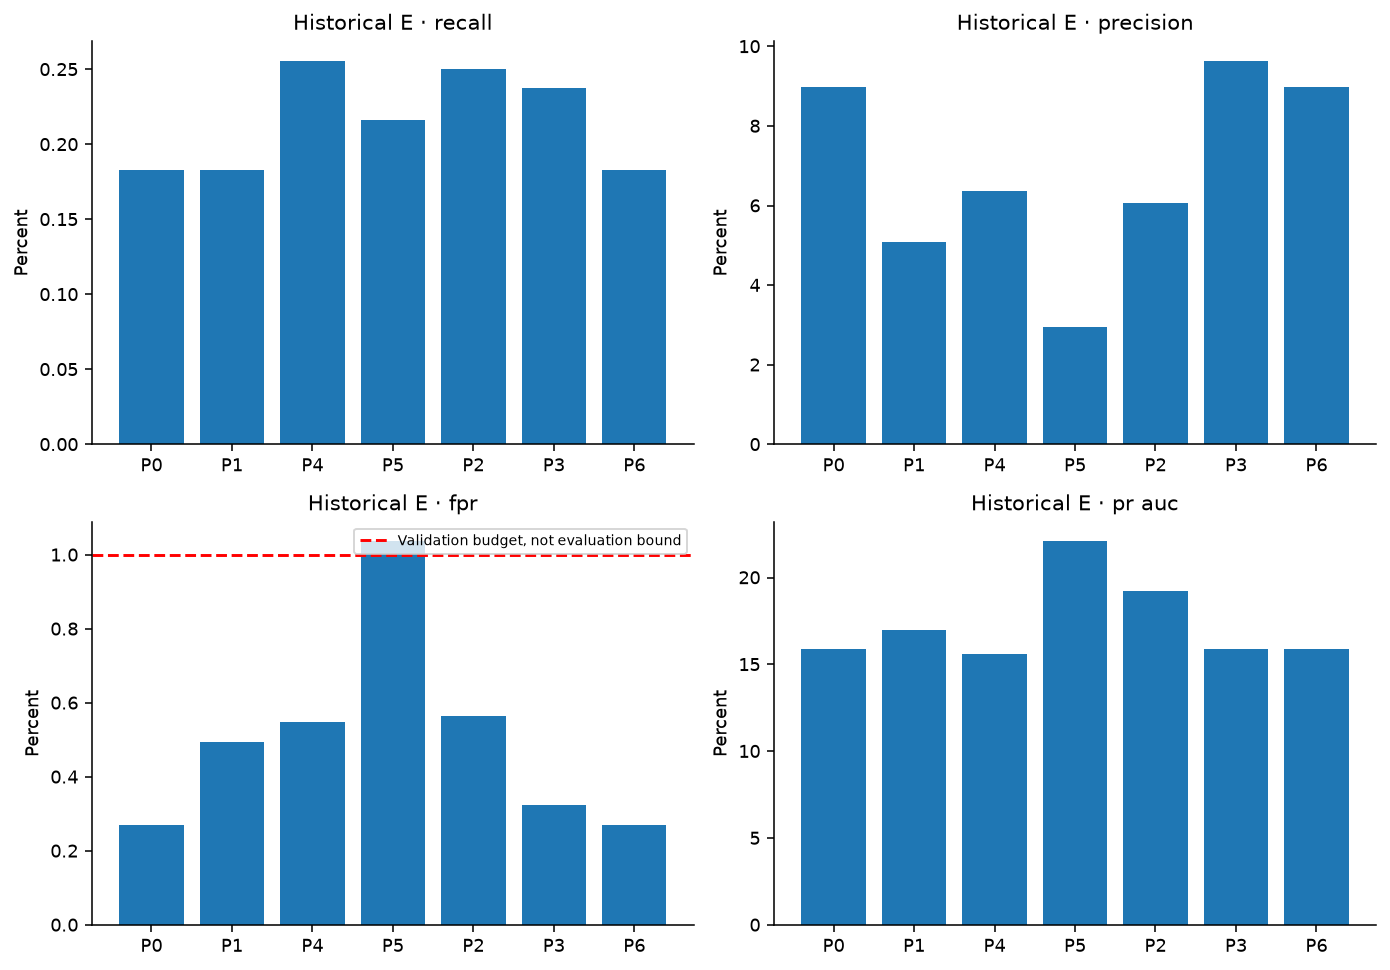 Historical E · recall
Percent
0.25
0.20
0.15
0.10
0.05
0.00
P0 P1 P4 P5 P2 P3 P6
Historical E · precision
Percent
10
8
6
4
2
0
P0 P1 P4 P5 P2 P3 P6
Historical E · fpr
Validation budget, not evaluation bound
Percent
1.0
0.8
0.6
0.4
0.2
0.0
P0 P1 P4 P5 P2 P3 P6
Historical E · pr auc
Percent
20
15
10
5
0
P0 P1 P4 P5 P2 P3 P6